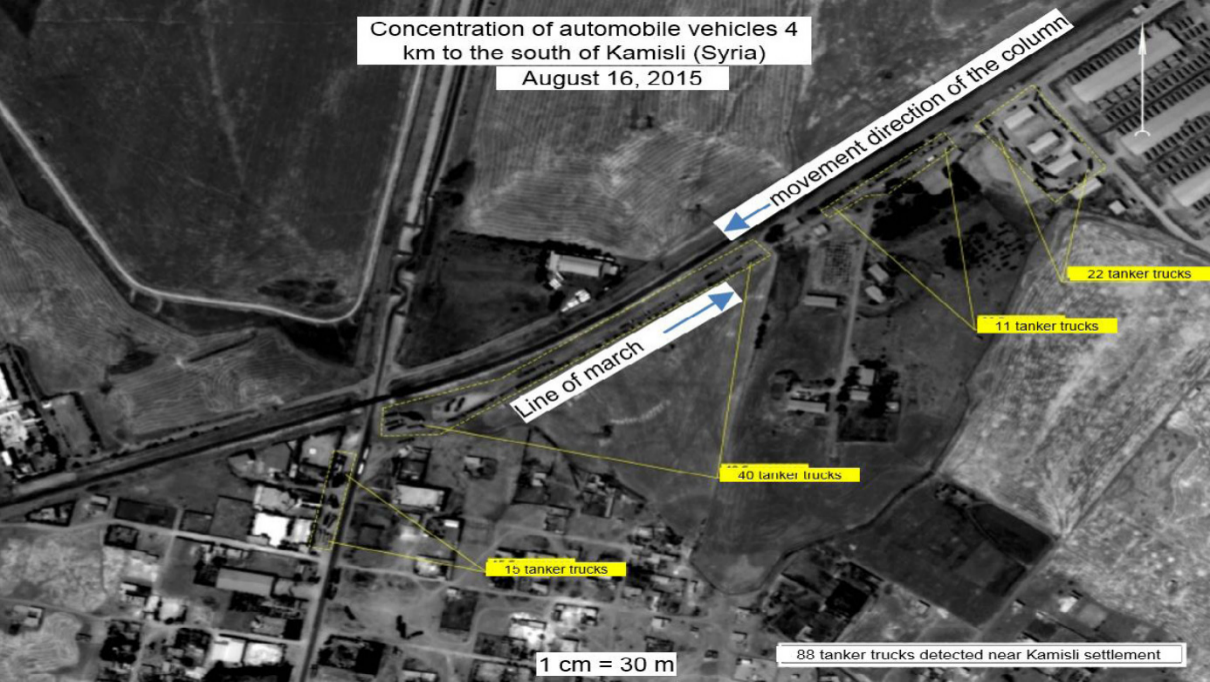 Concentration of automobile vehicles 4
km to the south of Kamisli (Syria)
August 16, 2015
movement direction of the column
22 tanker trucks
11 tanker trucks
Line of march
40 tanker trucks
15 tanker trucks
1 cm = 30 m
88 tanker trucks detected near Kamisli settlement